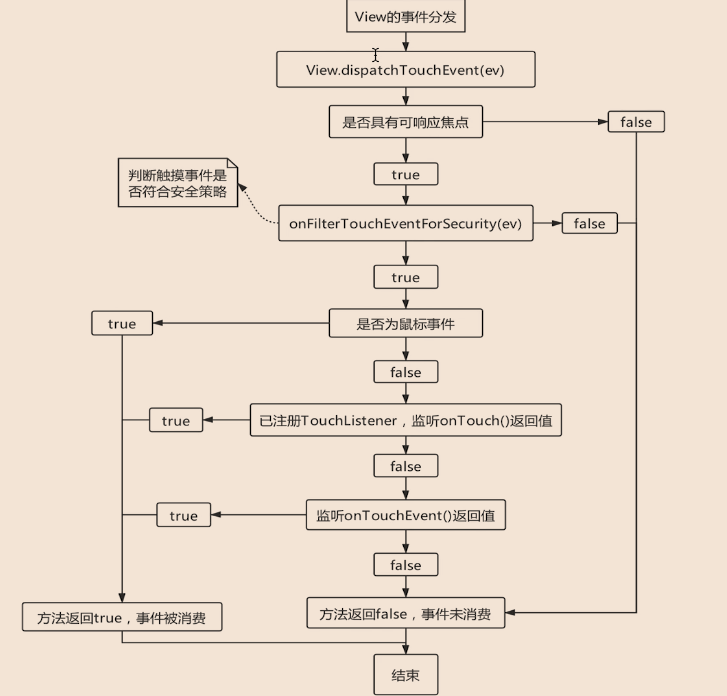 View的事件分发
View.dispatchTouchEvent(ev)
是否具有可响应焦点
false
true
判断触摸事件是
否符合安全策略
onFilterTouchEventForSecurity(ev)
false
true
true
是否为鼠标事件
false
true
已注册TouchListener，监听onTouch()返回值
false
true
监听onTouchEvent()返回值
false
方法返回true，事件被消费
方法返回false，事件未消费
结束